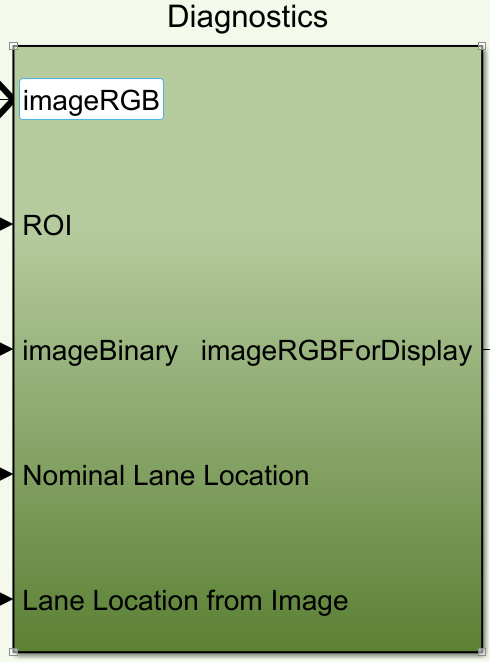 Diagnostics
imageRGB
ROI
imageBinary imageRGBForDisplay
Nominal Lane Location
Lane Location from Image